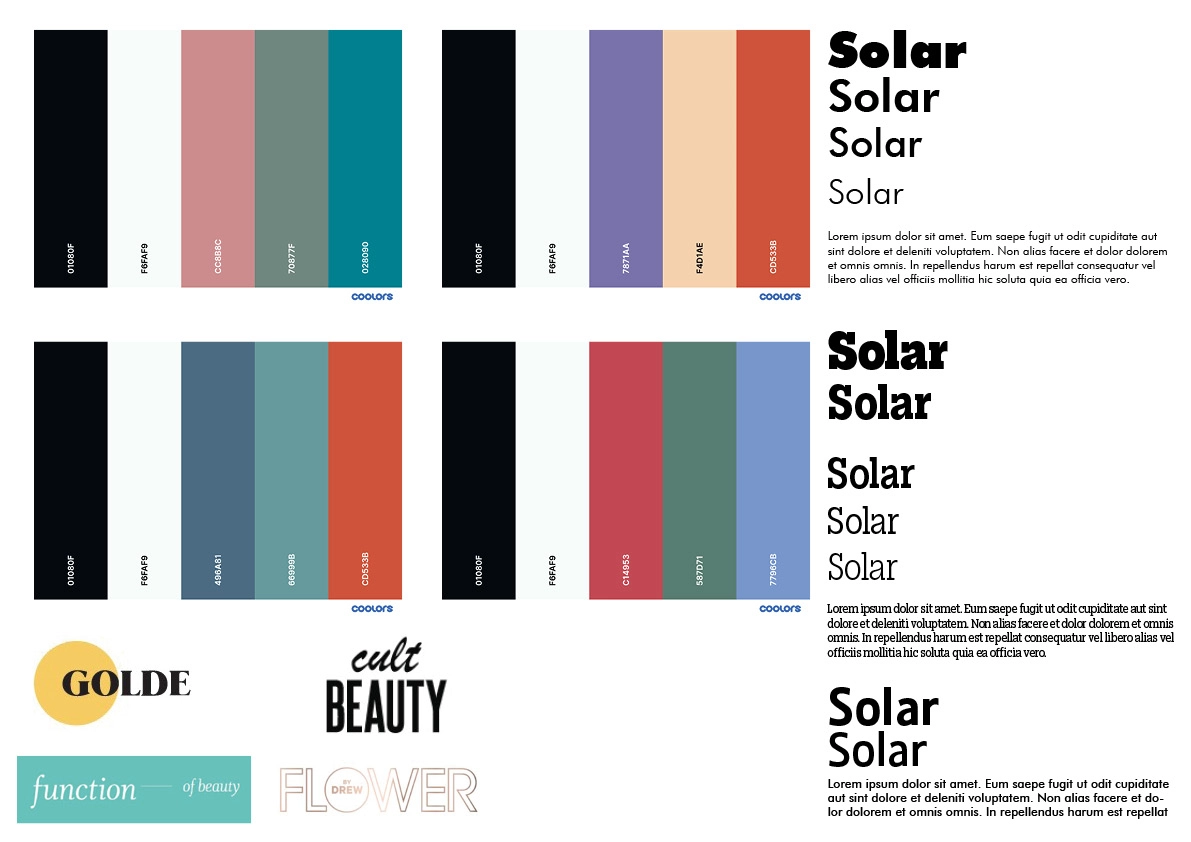 01080F
F6FAF9
CC8B8C
70877F
028090
coolors
01080F
F6FAF9
7871AA
F4D1AE
CD533B
coolors
Solar
Solar
Solar
Solar
Lorem ipsum dolor sit amet. Eum saepe fugit ut odit cupiditate aut
sint dolore et deleniti voluptatem. Non alias facere et dolor dolorem
et omnis omnis. In repellendus harum est repellat consequatur vel
libero alias vel officiis mollitia hic soluta quia ea officia vero.
01080F
F6FAF9
496A81
66999B
CD533B
coolors
01080F
F6FAF9
C14953
587D71
7796CB
coolors
Solar
Solar
Solar
Solar
Solar
Lorem ipsum dolor sit amet. Eum saepe fugit ut odit cupiditate aut sint
dolore et deleniti voluptatem. Non alias facere et dolor dolorem et omnis
omnis. In repellendus harum est repellat consequatur vel libero alias vel
officiis mollitia hic soluta quia ea officia vero.
GOLDE
cult
BEAUTY
function of beauty
FLOWER
BY
DREW
Solar
Solar
Lorem ipsum dolor sit amet. Eum saepe fugit ut odit cupiditate
aut sint dolore et deleniti voluptatem. Non alias facere et do-
lor dolorem et omnis omnis. In repellendus harum est repellat